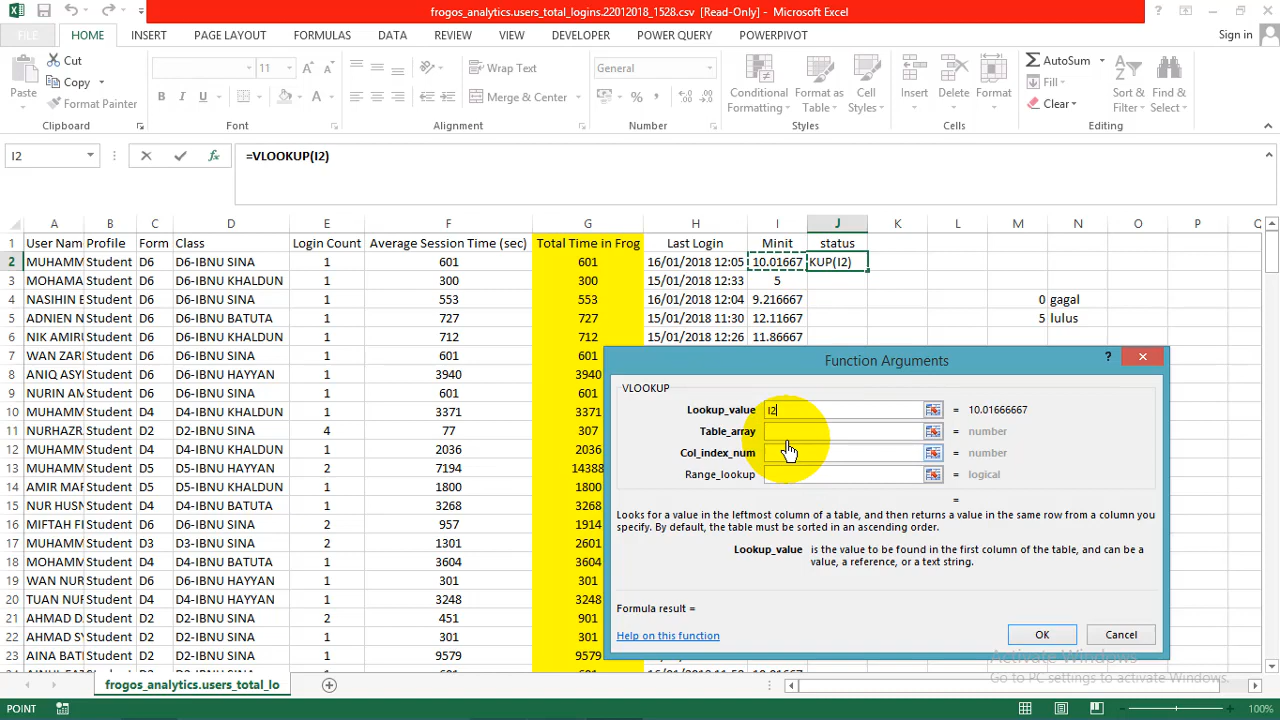 frogos_analytics.users_total_logins.22012018_1528.csv [Read-Only] - Microsoft Excel
FILE HOME INSERT PAGE LAYOUT FORMULAS DATA REVIEW VIEW DEVELOPER POWER QUERY POWERPIVOT Sign in
Paste Cut Copy Format Painter
Clipboard
11
B I U A
Font
Wrap Text
Merge & Center
Alignment
General
%
Number
Conditional Formatting Format as Table Cell Styles
Styles
Insert Delete Format
Cells
AutoSum
Fill
Clear
Sort & Filter Find & Select
Editing
I2 fx =VLOOKUP(I2)
A B C D E F G H I J K L M N O P
1 User Nam Profile Form Class Login Count Average Session Time (sec) Total Time in Frog Last Login Minit status
2 MUHAMM Student D6 D6-IBNU SINA 1 601 601 16/01/2018 12:05 10.01667 KUP(I2)
3 MOHAMA Student D6 D6-IBNU KHALDUN 1 300 300 15/01/2018 12:33 5
4 NASIHIN B Student D6 D6-IBNU SINA 1 553 553 16/01/2018 12:04 9.216667 0 gagal
5 ADNIEN N Student D6 D6-IBNU BATUTA 1 727 727 15/01/2018 11:30 12.11667 5 lulus
6 NIK AMIRU Student D6 D6-IBNU KHALDUN 1 712 712 15/01/2018 12:26 11.86667
7 WAN ZARI Student D6 D6-IBNU SINA 1 601 601
8 ANIQ ASYI Student D6 D6-IBNU HAYYAN 1 3940 3940
9 NURIN AM Student D6 D6-IBNU SINA 1 601 601
10 MUHAMM Student D4 D4-IBNU KHALDUN 1 3371 3371
11 NURHAZR Student D2 D2-IBNU SINA 4 77 307
12 MUHAMM Student D4 D4-IBNU KHALDUN 1 2036 2036
13 MUHAMM Student D5 D5-IBNU HAYYAN 2 7194 14388
14 AMIR DAR Student D5 D5-IBNU HAYYAN 1 1800 1800
15 NUR HUSN Student D4 D4-IBNU BATUTA 1 3268 3268
16 MIFTAH FI Student D6 D6-IBNU SINA 2 957 1914
17 MUHAMM Student D3 D3-IBNU SINA 2 1301 2601
18 MUHAMM Student D4 D4-IBNU BATUTA 1 3604 3604
19 WAN NUR Student D6 D6-IBNU HAYYAN 1 301 301
20 TUAN NUR Student D4 D4-IBNU HAYYAN 1 3248 3248
21 AHMAD D Student D2 D2-IBNU SINA 2 451 901
22 AHMAD SY Student D2 D2-IBNU SINA 1 301 301
23 AINA BATI Student D2 D2-IBNU SINA 1 9579 9579
Function Arguments ?
VLOOKUP
Lookup_value I2 = 10.01666667
Table_array = number
Col_index_num = number
Range_lookup = logical
=
Looks for a value in the leftmost column of a table, and then returns a value in the same row from a column you
specify. By default, the table must be sorted in an ascending order.
Lookup_value is the value to be found in the first column of the table, and can be a
value, a reference, or a text string.
Formula result =
Help on this function
OK Cancel
Activate Windows
Go to PC settings to activate Windows.
frogos_analytics.users_total_lo
POINT 100%